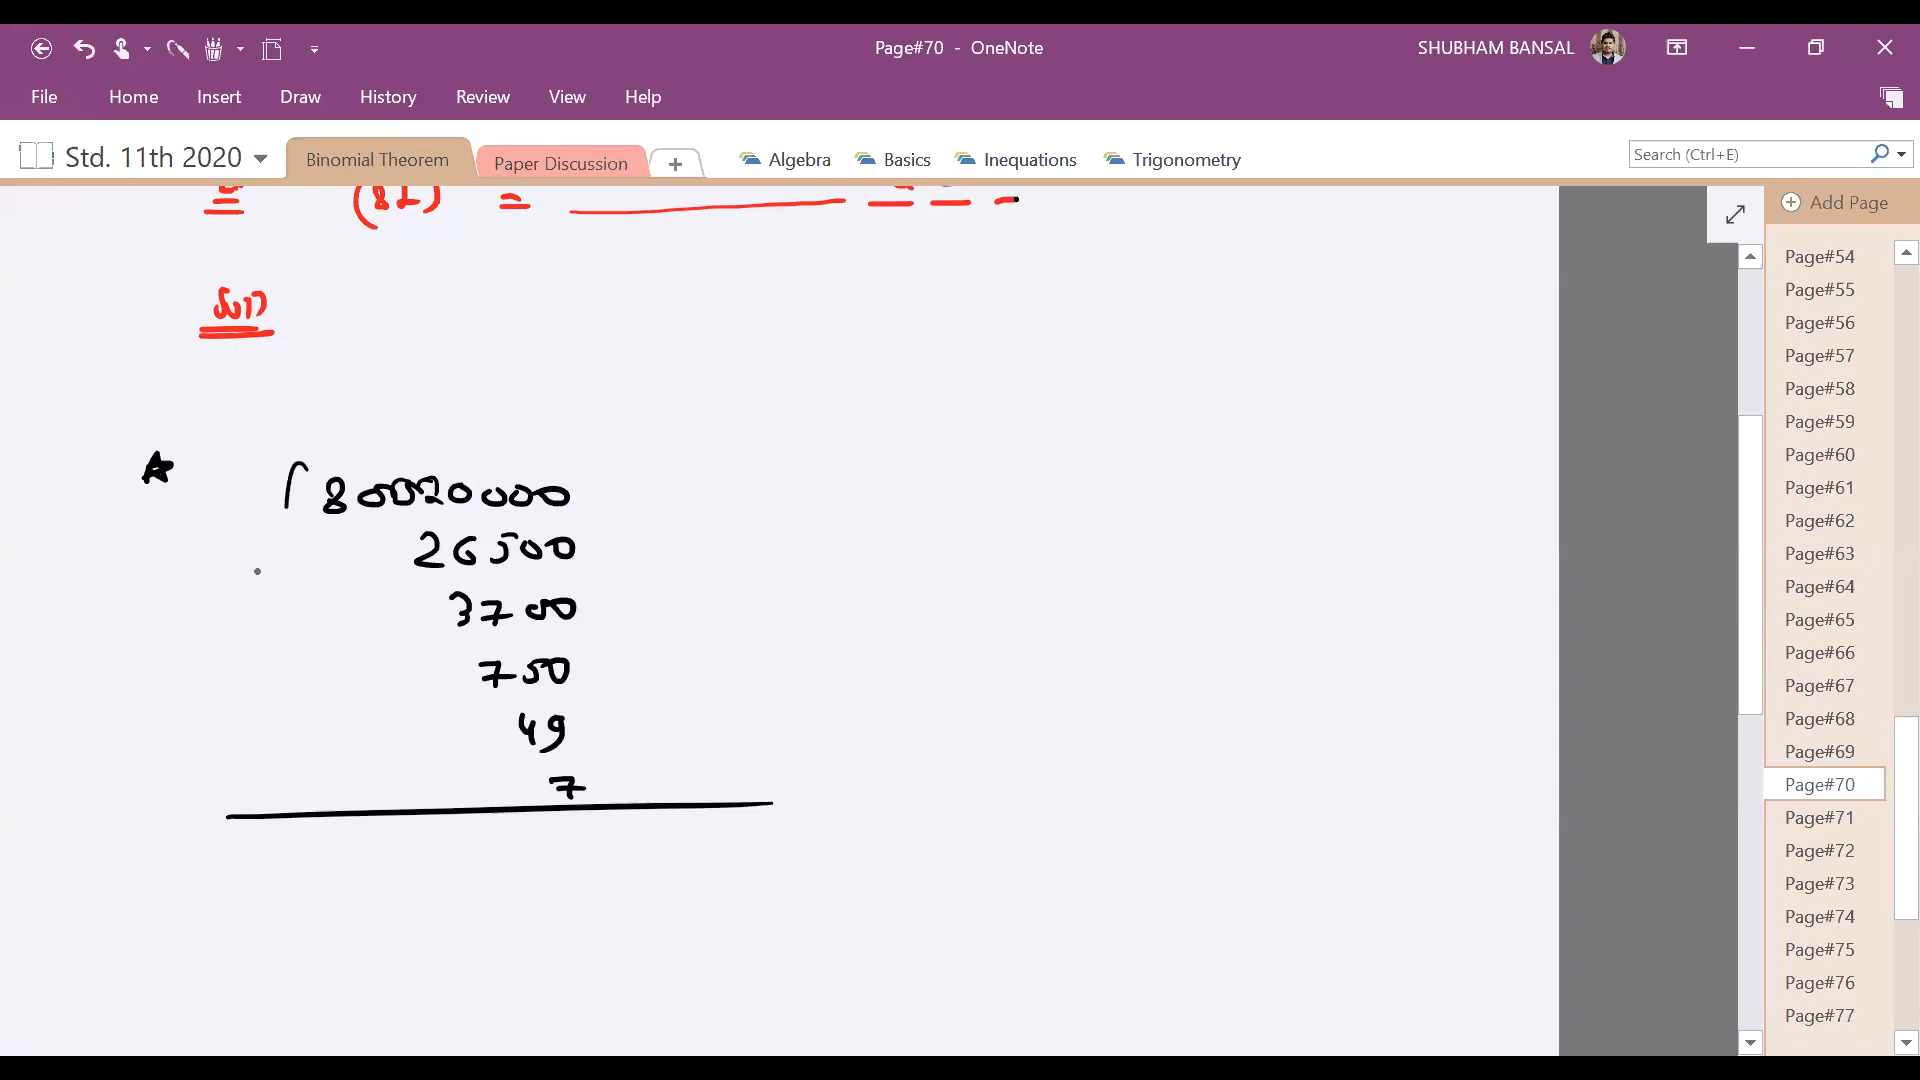 Page#70 - OneNote
SHUBHAM BANSAL
File Home Insert Draw History Review View Help
Std. 11th 2020 Binomial Theorem Paper Discussion + Algebra Basics Inequations Trigonometry
Search (Ctrl+E)
Add Page
(81) =
Soln
80020000
26500
3700
750
49
7
Page#54
Page#55
Page#56
Page#57
Page#58
Page#59
Page#60
Page#61
Page#62
Page#63
Page#64
Page#65
Page#66
Page#67
Page#68
Page#69
Page#70
Page#71
Page#72
Page#73
Page#74
Page#75
Page#76
Page#77